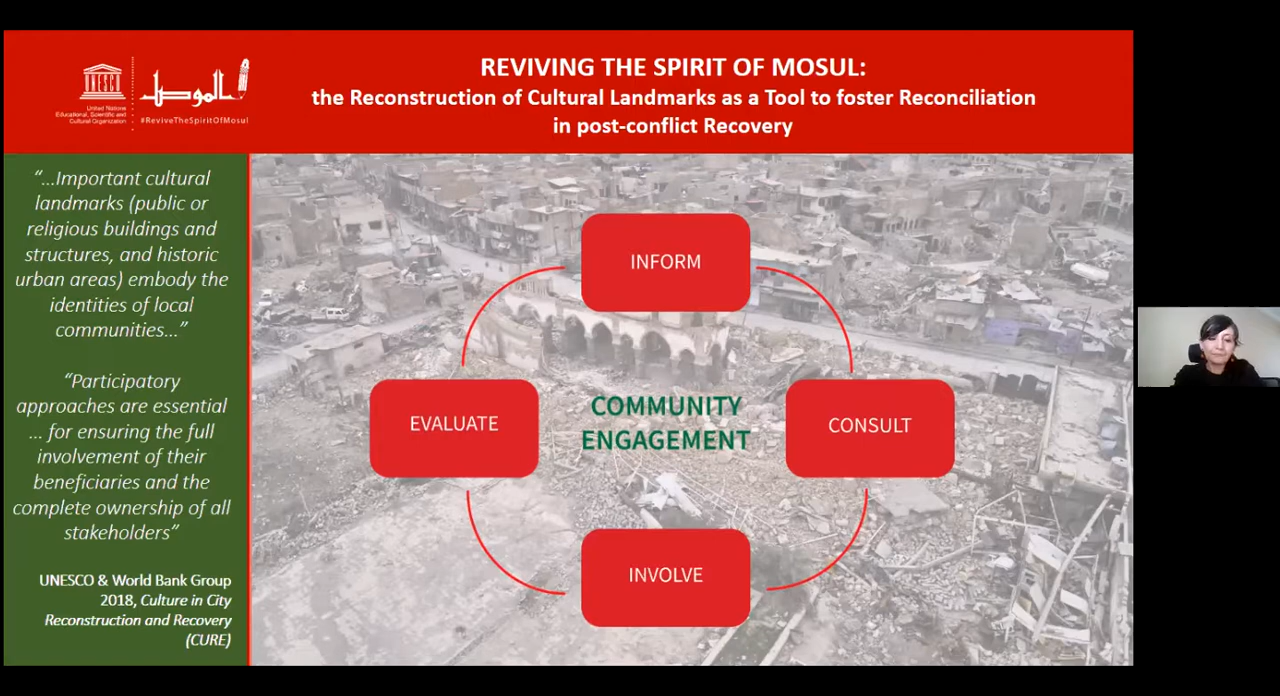 UNESCO
United Nations
Educational, Scientific and
Cultural Organization
الموصل
#ReviveTheSpiritOfMosul
REVIVING THE SPIRIT OF MOSUL:
the Reconstruction of Cultural Landmarks as a Tool to foster Reconciliation
in post-conflict Recovery
“…Important cultural
landmarks (public or
religious buildings and
structures, and historic
urban areas) embody the
identities of local
communities…”
“Participatory
approaches are essential
… for ensuring the full
involvement of their
beneficiaries and the
complete ownership of all
stakeholders”
UNESCO & World Bank Group
2018, Culture in City
Reconstruction and Recovery
(CURE)
INFORM
EVALUATE
COMMUNITY
ENGAGEMENT
CONSULT
INVOLVE